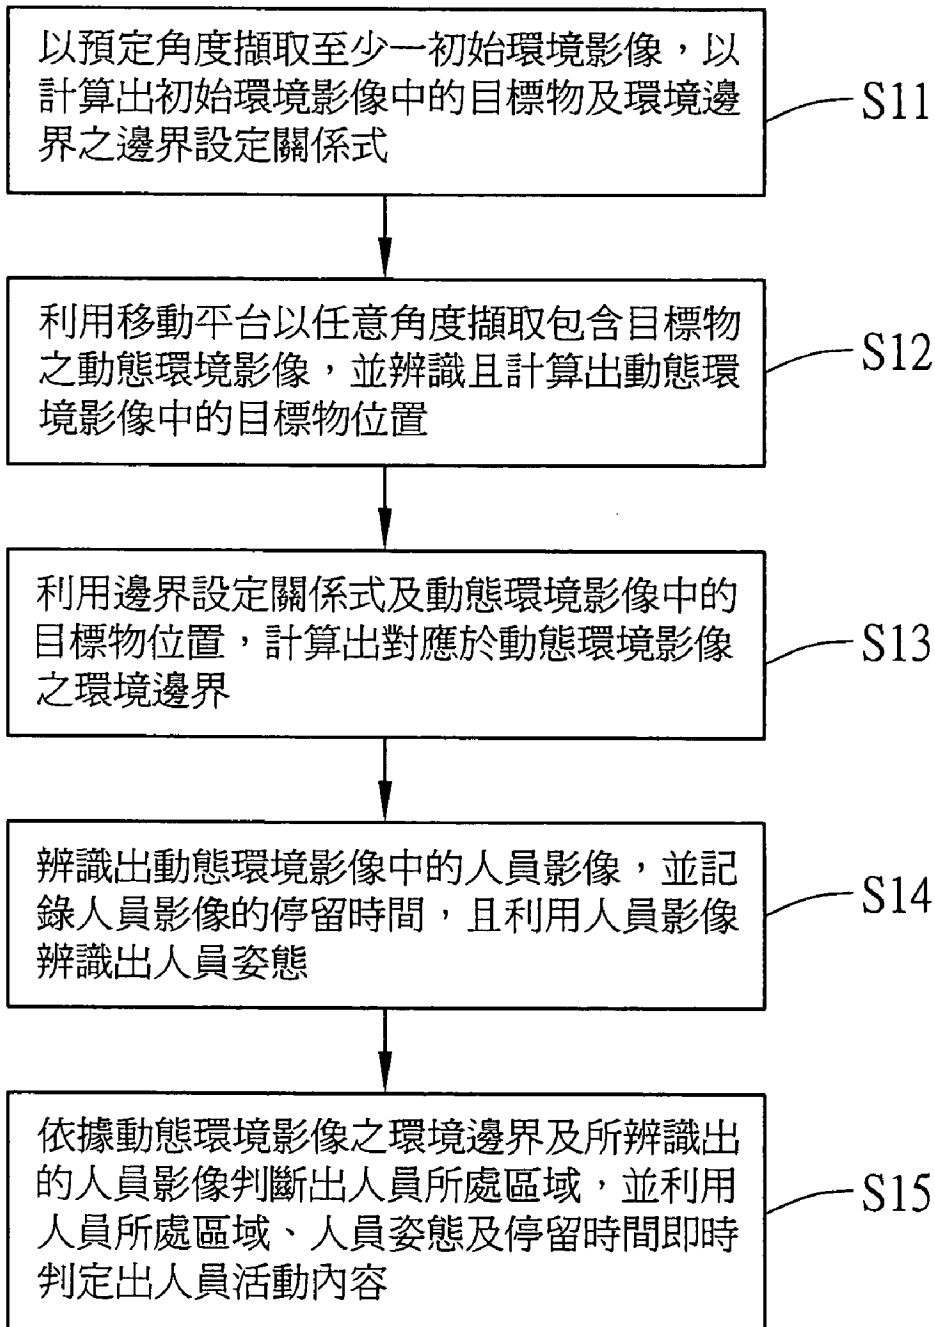 以預定角度擷取至少一初始環境影像，以
計算出初始環境影像中的目標物及環境邊
界之邊界設定關係式
S11
利用移動平台以任意角度擷取包含目標物
之動態環境影像，並辨識且計算出動態環
境影像中的目標物位置
S12
利用邊界設定關係式及動態環境影像中的
目標物位置，計算出對應於動態環境影像
之環境邊界
S13
辨識出動態環境影像中的人員影像，並記
錄人員影像的停留時間，且利用人員影像
辨識出人員姿態
S14
依據動態環境影像之環境邊界及所辨識出
的人員影像判斷出人員所處區域，並利用
人員所處區域、人員姿態及停留時間即時
判定出人員活動內容
S15